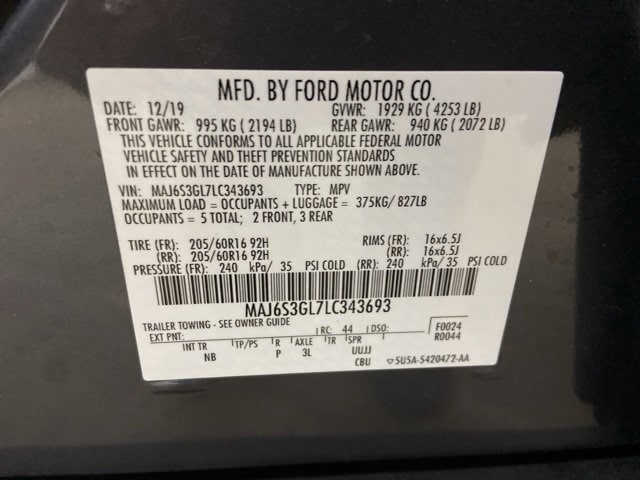 MFD. BY FORD MOTOR CO.
DATE: 12/19 GVWR: 1929 KG ( 4253 LB)
FRONT GAWR: 995 KG ( 2194 LB) REAR GAWR: 940 KG ( 2072 LB)
THIS VEHICLE CONFORMS TO ALL APPLICABLE FEDERAL MOTOR
VEHICLE SAFETY AND THEFT PREVENTION STANDARDS
IN EFFECT ON THE DATE OF MANUFACTURE SHOWN ABOVE.
VIN: MAJ6S3GL7LC343693 TYPE: MPV
MAXIMUM LOAD = OCCUPANTS + LUGGAGE = 375KG/ 827LB
OCCUPANTS = 5 TOTAL; 2 FRONT, 3 REAR
TIRE (FR): 205/60R16 92H RIMS (FR): 16x6.5J
(RR): 205/60R16 92H (RR): 16x6.5J
PRESSURE (FR): 240 kPa/ 35 PSI COLD (RR): 240 kPa/ 35 PSI COLD
MAJ6S3GL7LC343693
TRAILER TOWING - SEE OWNER GUIDE
EXT PNT: RC: 44 DSO: F0024
R0044
INT TR TP/PS R AXLE TR SPR
NB P 3L UUJJ
CBU 5U5A-5420472-AA